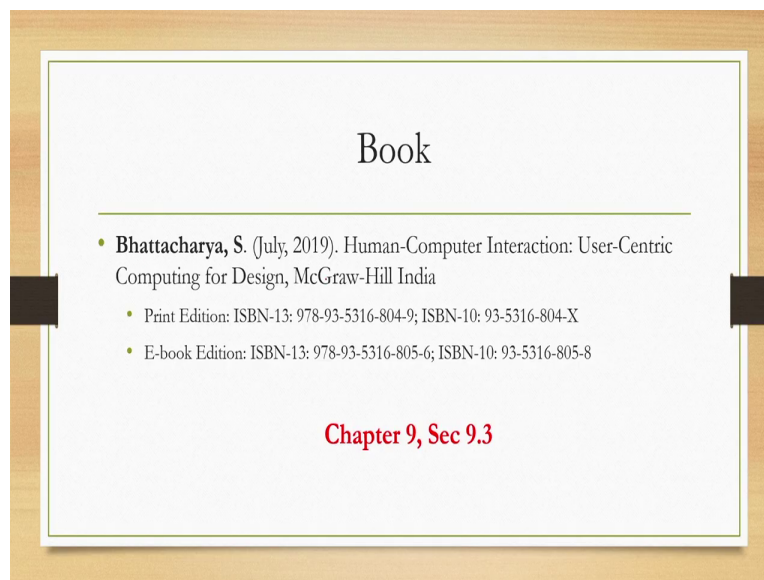 Book
• Bhattacharya, S. (July, 2019). Human-Computer Interaction: User-Centric
Computing for Design, McGraw-Hill India
• Print Edition: ISBN-13: 978-93-5316-804-9; ISBN-10: 93-5316-804-X
• E-book Edition: ISBN-13: 978-93-5316-805-6; ISBN-10: 93-5316-805-8
Chapter 9, Sec 9.3